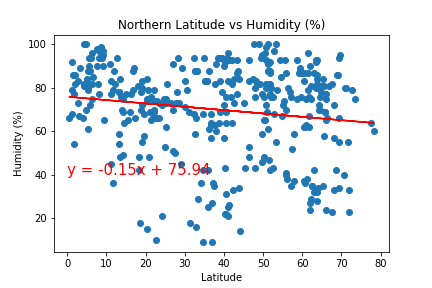 Northern Latitude vs Humidity (%)
100
80
60
40
20
Humidity (%)
y = -0.15x + 75.94
0 10 20 30 40 50 60 70 80
Latitude